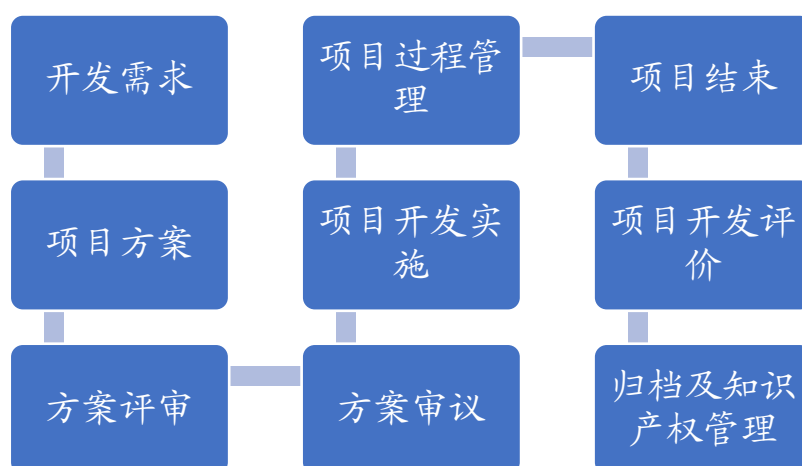 开发需求
项目方案
方案评审
方案审议
项目开发实
施
项目过程管
理
项目结束
项目开发评
价
归档及知识
产权管理